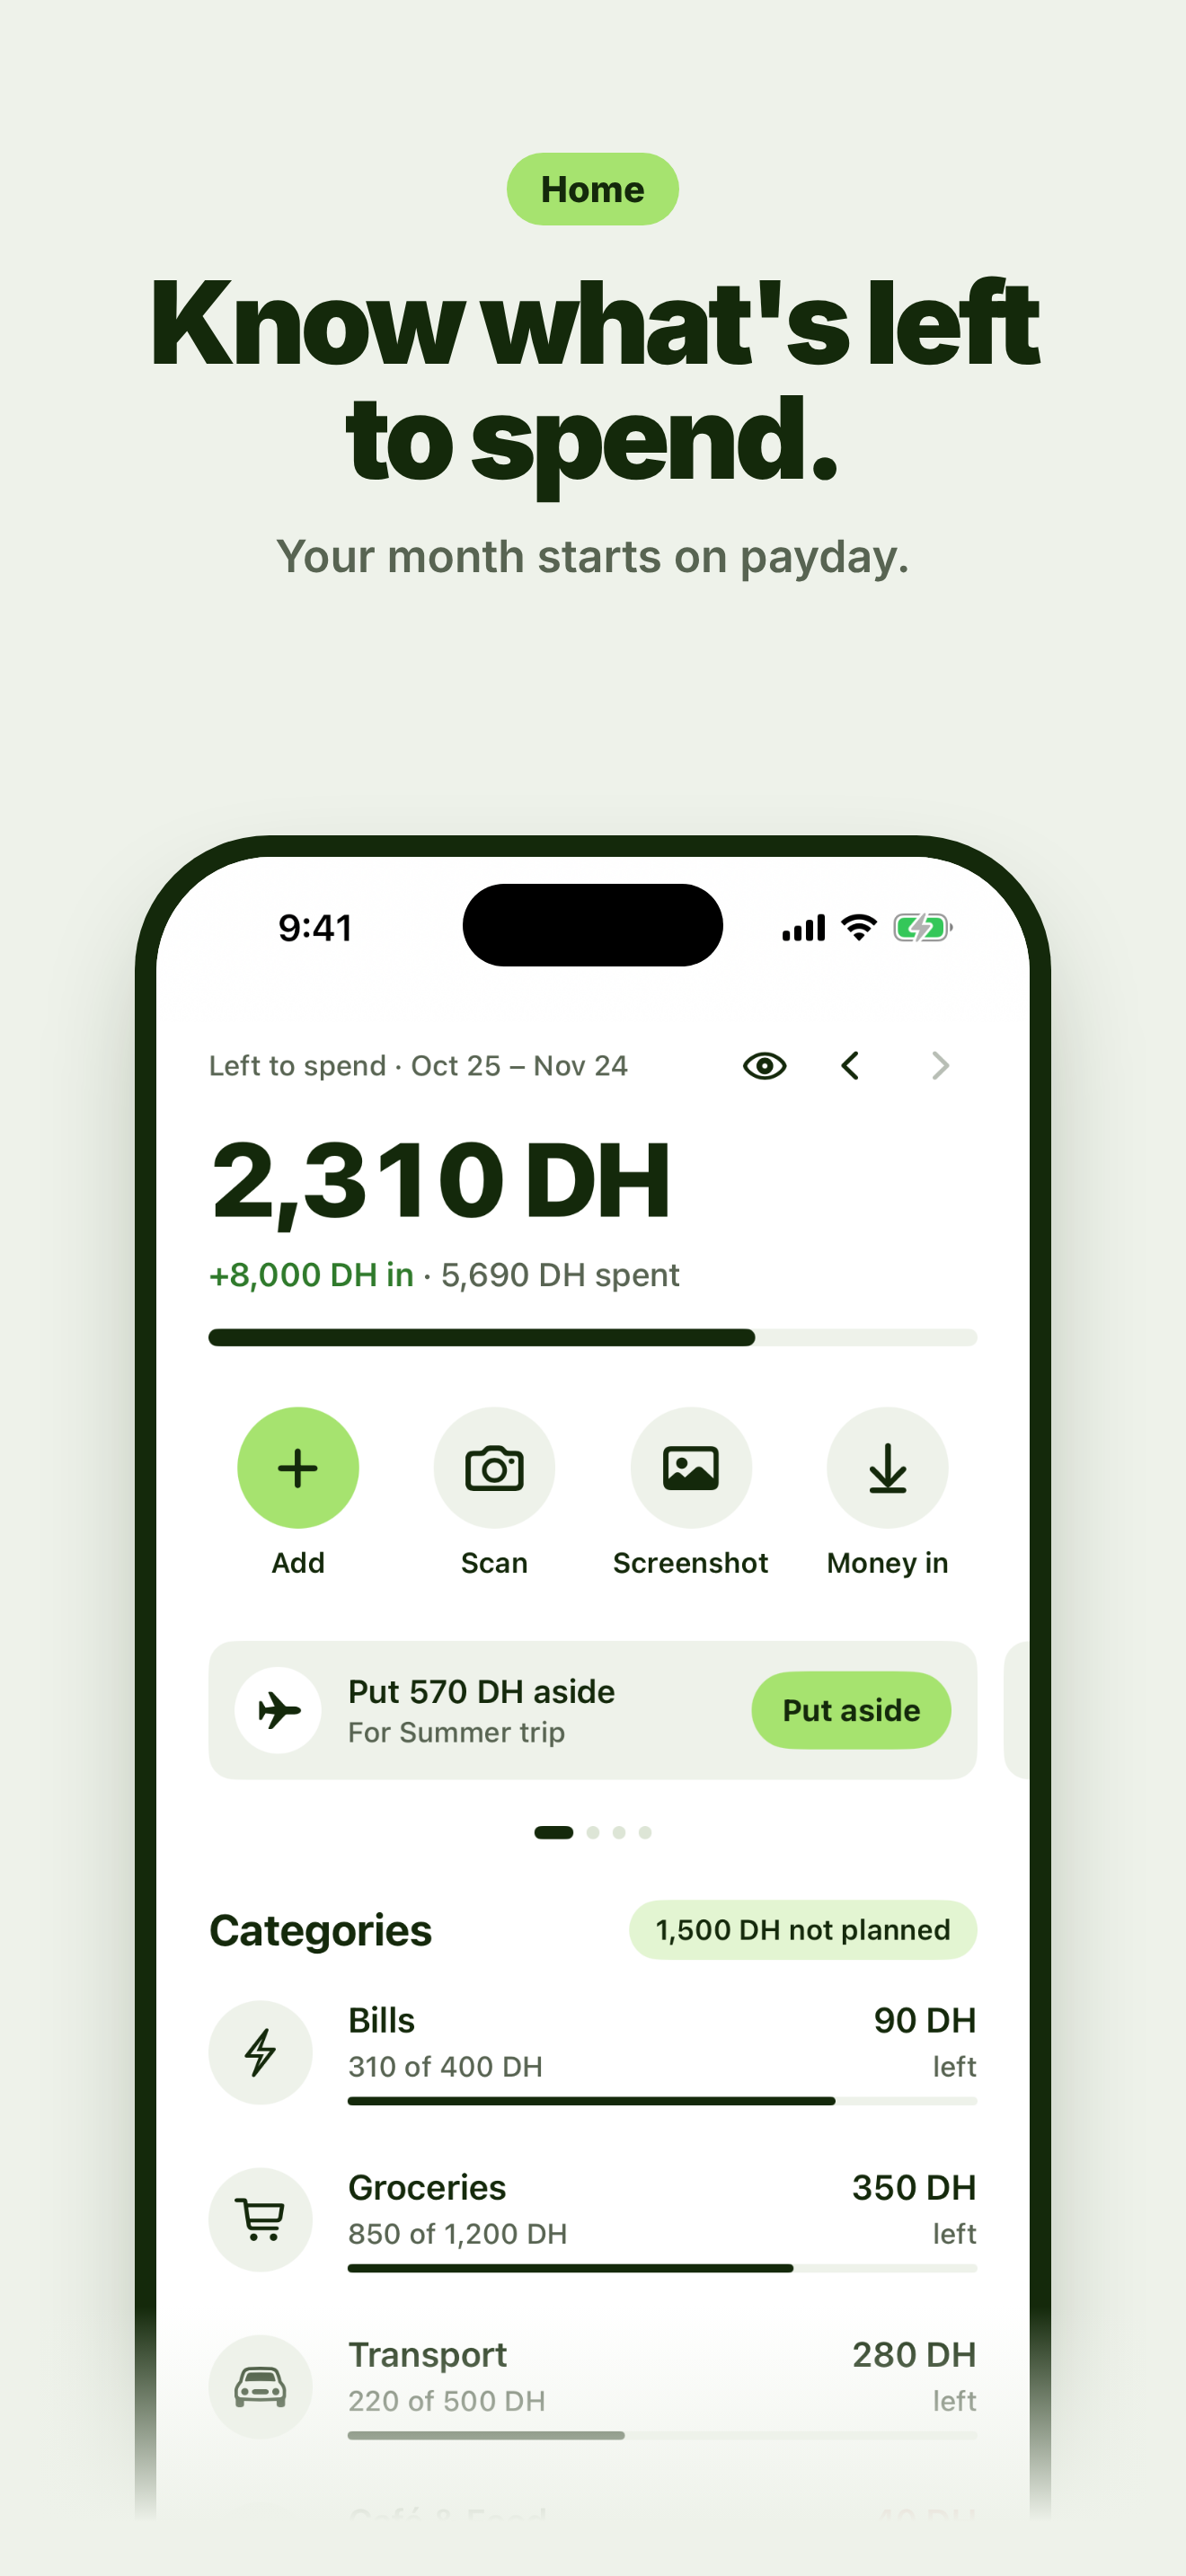 Home
Know what's left
to spend.
Your month starts on payday.
9:41
Left to spend · Oct 25 – Nov 24
2,310 DH
+8,000 DH in · 5,690 DH spent
Add
Scan
Screenshot
Money in
Put 570 DH aside
For Summer trip
Put aside
Categories
1,500 DH not planned
Bills
90 DH
310 of 400 DH
left
Groceries
350 DH
850 of 1,200 DH
left
Transport
280 DH
220 of 500 DH
left